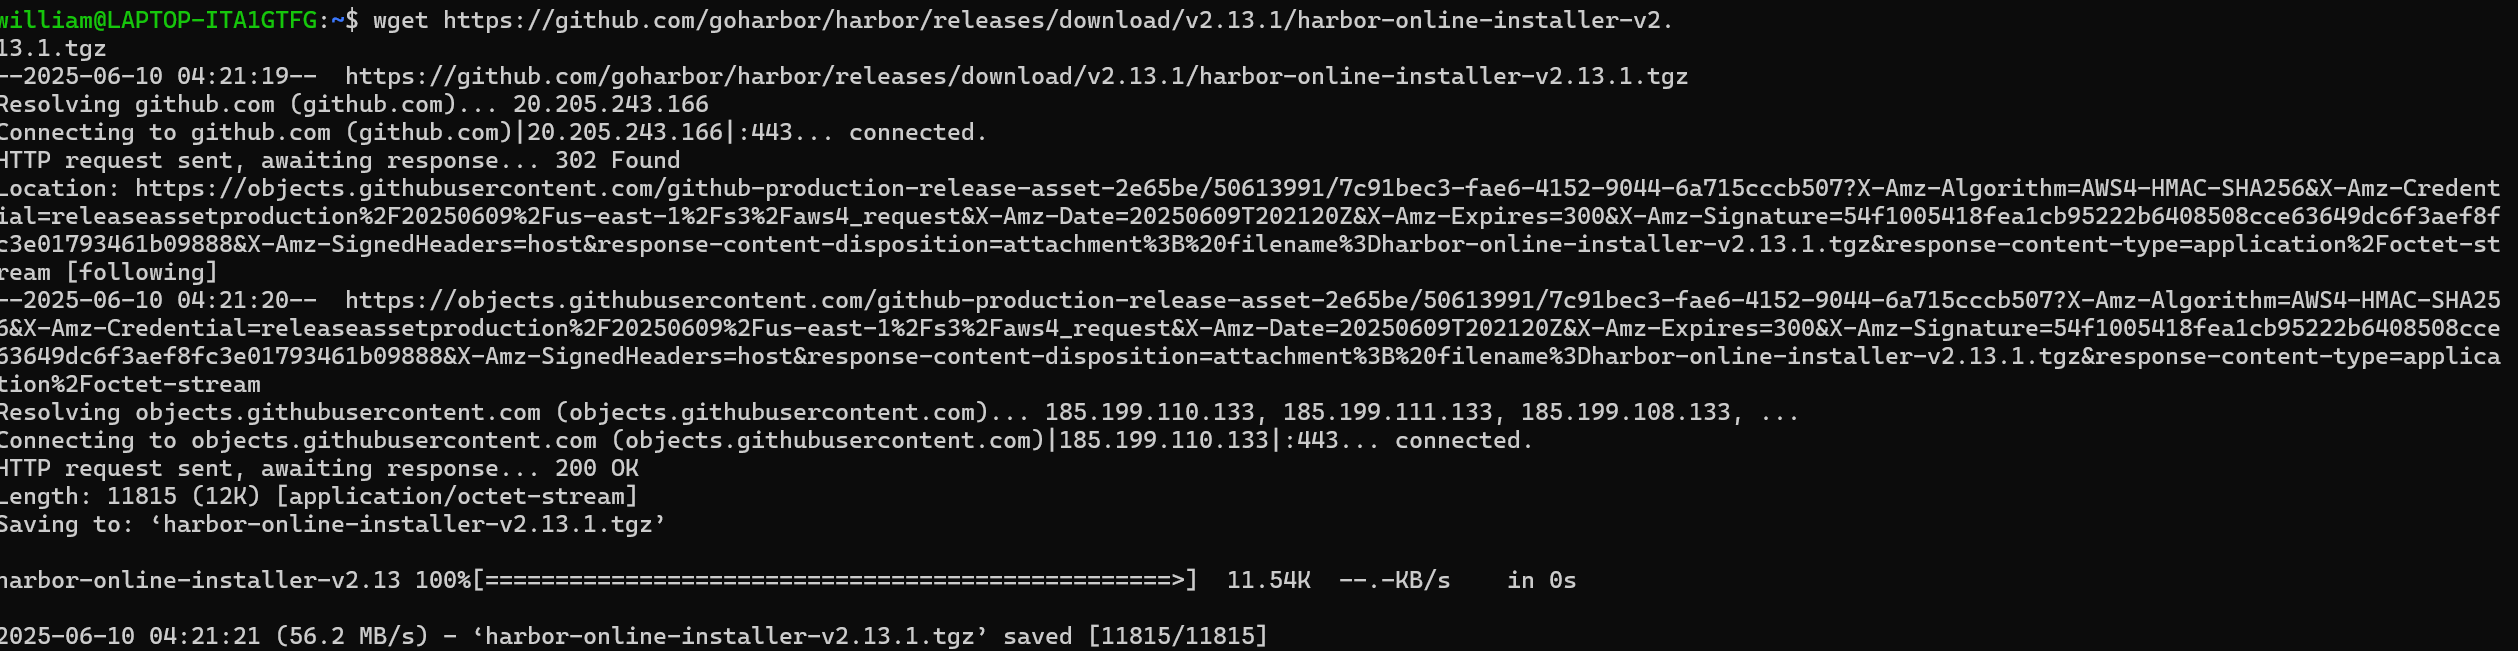 william@LAPTOP-ITA1GTFG:~$ wget https://github.com/goharbor/harbor/releases/download/v2.13.1/harbor-online-installer-v2.
13.1.tgz
--2025-06-10 04:21:19--  https://github.com/goharbor/harbor/releases/download/v2.13.1/harbor-online-installer-v2.13.1.tgz
Resolving github.com (github.com)... 20.205.243.166
Connecting to github.com (github.com)|20.205.243.166|:443... connected.
HTTP request sent, awaiting response... 302 Found
Location: https://objects.githubusercontent.com/github-production-release-asset-2e65be/50613991/7c91bec3-fae6-4152-9044-6a715cccb507?X-Amz-Algorithm=AWS4-HMAC-SHA256&X-Amz-Credent
ial=releaseassetproduction%2F20250609%2Fus-east-1%2Fs3%2Faws4_request&X-Amz-Date=20250609T202120Z&X-Amz-Expires=300&X-Amz-Signature=54f1005418fea1cb95222b6408508cce63649dc6f3aef8f
c3e01793461b09888&X-Amz-SignedHeaders=host&response-content-disposition=attachment%3B%20filename%3Dharbor-online-installer-v2.13.1.tgz&response-content-type=application%2Foctet-st
ream [following]
--2025-06-10 04:21:20--  https://objects.githubusercontent.com/github-production-release-asset-2e65be/50613991/7c91bec3-fae6-4152-9044-6a715cccb507?X-Amz-Algorithm=AWS4-HMAC-SHA25
6&X-Amz-Credential=releaseassetproduction%2F20250609%2Fus-east-1%2Fs3%2Faws4_request&X-Amz-Date=20250609T202120Z&X-Amz-Expires=300&X-Amz-Signature=54f1005418fea1cb95222b6408508cce
63649dc6f3aef8fc3e01793461b09888&X-Amz-SignedHeaders=host&response-content-disposition=attachment%3B%20filename%3Dharbor-online-installer-v2.13.1.tgz&response-content-type=applica
tion%2Foctet-stream
Resolving objects.githubusercontent.com (objects.githubusercontent.com)... 185.199.110.133, 185.199.111.133, 185.199.108.133, ...
Connecting to objects.githubusercontent.com (objects.githubusercontent.com)|185.199.110.133|:443... connected.
HTTP request sent, awaiting response... 200 OK
Length: 11815 (12K) [application/octet-stream]
Saving to: ‘harbor-online-installer-v2.13.1.tgz’
harbor-online-installer-v2.13 100%[=================================================>]  11.54K  --.-KB/s    in 0s
2025-06-10 04:21:21 (56.2 MB/s) - ‘harbor-online-installer-v2.13.1.tgz’ saved [11815/11815]